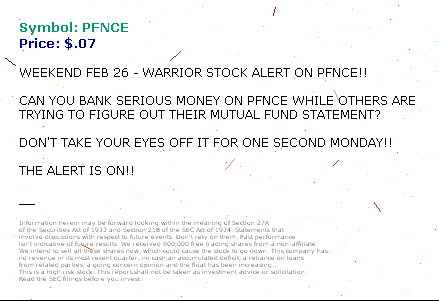 Symbol: PFNCE
Price: $.07
WEEKEND FEB 26 - WARRIOR STOCK ALERT ON PFNCE!!
CAN YOU BANK SERIOUS MONEY ON PFNCE WHILE OTHERS ARE
TRYING TO FIGURE OUT THEIR MUTUAL FUND STATEMENT?
DON'T TAKE YOUR EYES OFF IT FOR ONE SECOND MONDAY!!
THE ALERT IS ON!!
Information herein may be forward looking within the meaning of Section 27A
of the Securities Act of 1933 and Section 21B of the SEC Act of 1934. Statements that
involve discussions with respect to future events. Don't rely on them. Past performance
isn't indicative of future results. We received 600,000 free trading shares from a non affiliate.
We intend to sell all these shares now, which could cause the stock to go down. This company has:
no revenue in its most recent quarter, no cash,an accumulated deficit, a reliance on loans
from related parties, a going concern opinion and the float has been increasing..
This is a high risk stock. This report shall not be taken as investment advice or solicitation.
Read the SEC filings before you invest.